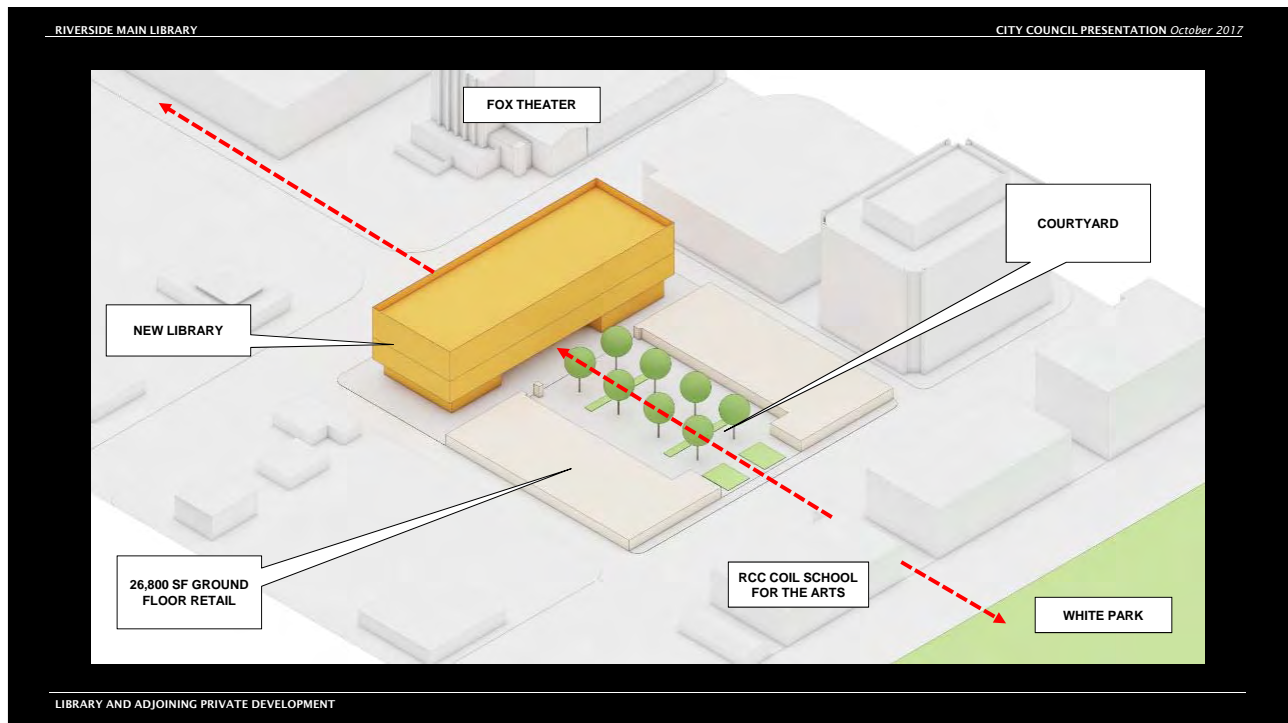 RIVERSIDE MAIN LIBRARY
CITY COUNCIL PRESENTATION October 2017
FOX THEATER
COURTYARD
NEW LIBRARY
26,800 SF GROUND
FLOOR RETAIL
RCC COIL SCHOOL
FOR THE ARTS
WHITE PARK
LIBRARY AND ADJOINING PRIVATE DEVELOPMENT